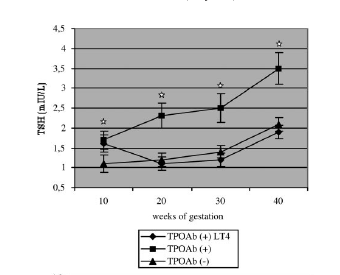 4,5
4
3,5
3
2,5
2
1,5
1
0,5
TSH (mIU/L)
10 20 30 40
weeks of gestation
TPOAb (+) LT4
TPOAb (+)
TPOAb (-)